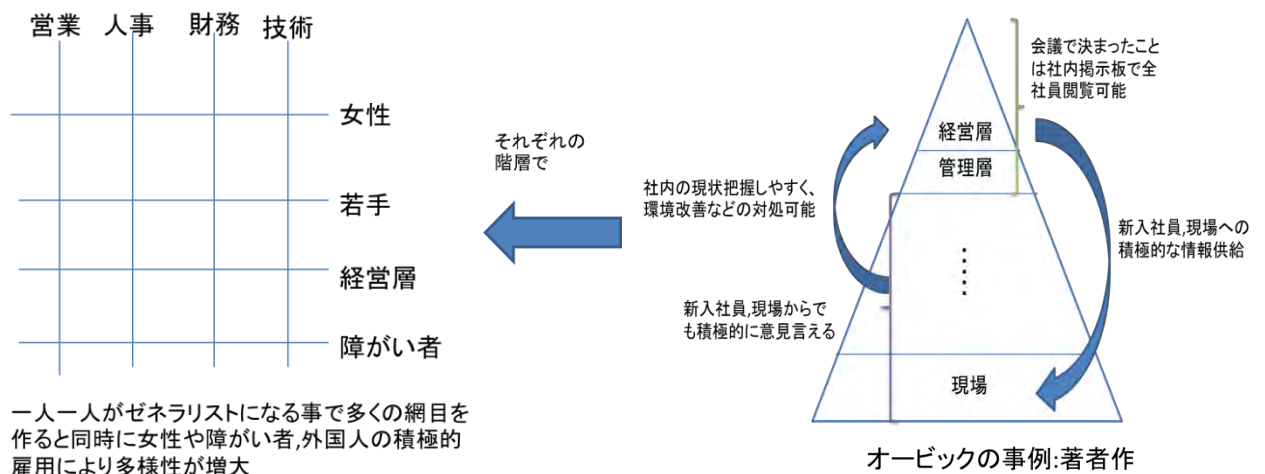 営業 人事 財務 技術
女性
若手
経営層
障がい者
一人一人がゼネラリストになる事で多くの網目を
作ると同時に女性や障がい者,外国人の積極的
雇用により多様性が増大
それぞれの
階層で
会議で決まったこと
は社内掲示板で全
社員閲覧可能
経営層
管理層
社内の現状把握しやすく、
環境改善などの対処可能
新入社員,現場への
積極的な情報供給
新入社員,現場からで
も積極的に意見言える
……
現場
オービックの事例:著者作